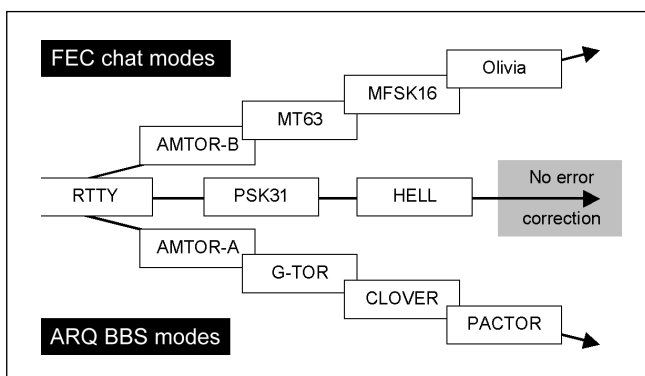 FEC chat modes
Olivia
MFSK16
MT63
AMTOR-B
RTTY
PSK31
HELL
No error
correction
AMTOR-A
G-TOR
CLOVER
PACTOR
ARQ BBS modes